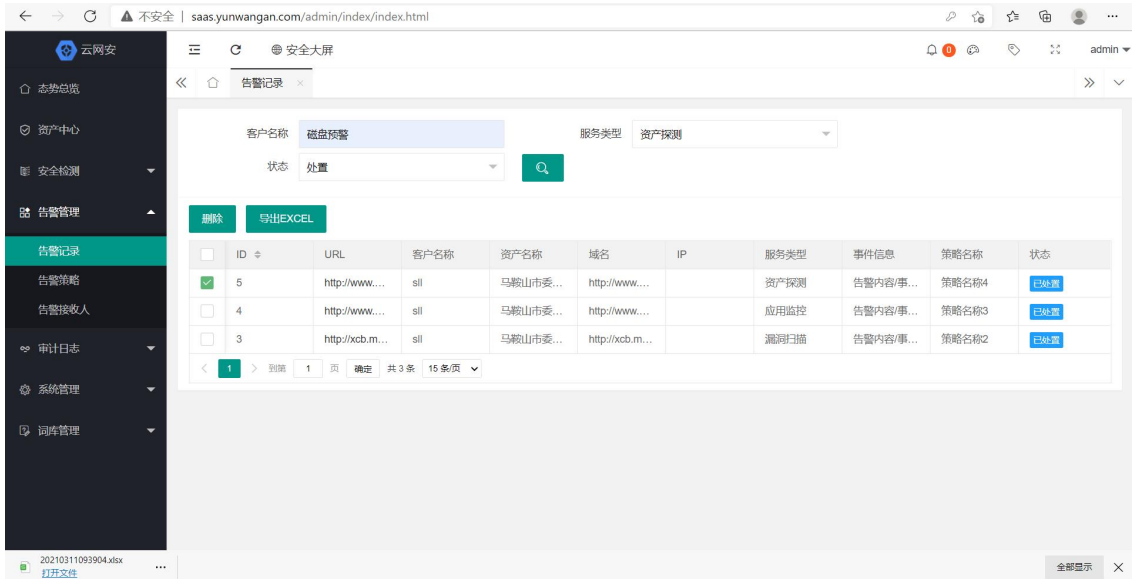 不安全 | saas.yunwangan.com/admin/index/index.html
云网安
安全大屏
0
admin
态势总览
资产中心
安全检测
告警管理
告警记录
告警策略
告警接收人
审计日志
系统管理
词库管理
告警记录
客户名称 磁盘预警 服务类型 资产探测
状态 处置
删除 导出EXCEL
ID URL 客户名称 资产名称 域名 IP 服务类型 事件信息 策略名称 状态
5 http://www.... sll 马鞍山市委... http://www.... 资产探测 告警内容/事... 策略名称4 已处置
4 http://www.... sll 马鞍山市委... http://www.... 应用监控 告警内容/事... 策略名称3 已处置
3 http://xcb.m... sll 马鞍山市委... http://xcb.m... 漏洞扫描 告警内容/事... 策略名称2 已处置
1 到第 1 页 确定 共 3 条 15 条/页
20210311093904.xlsx
打开文件
全部显示